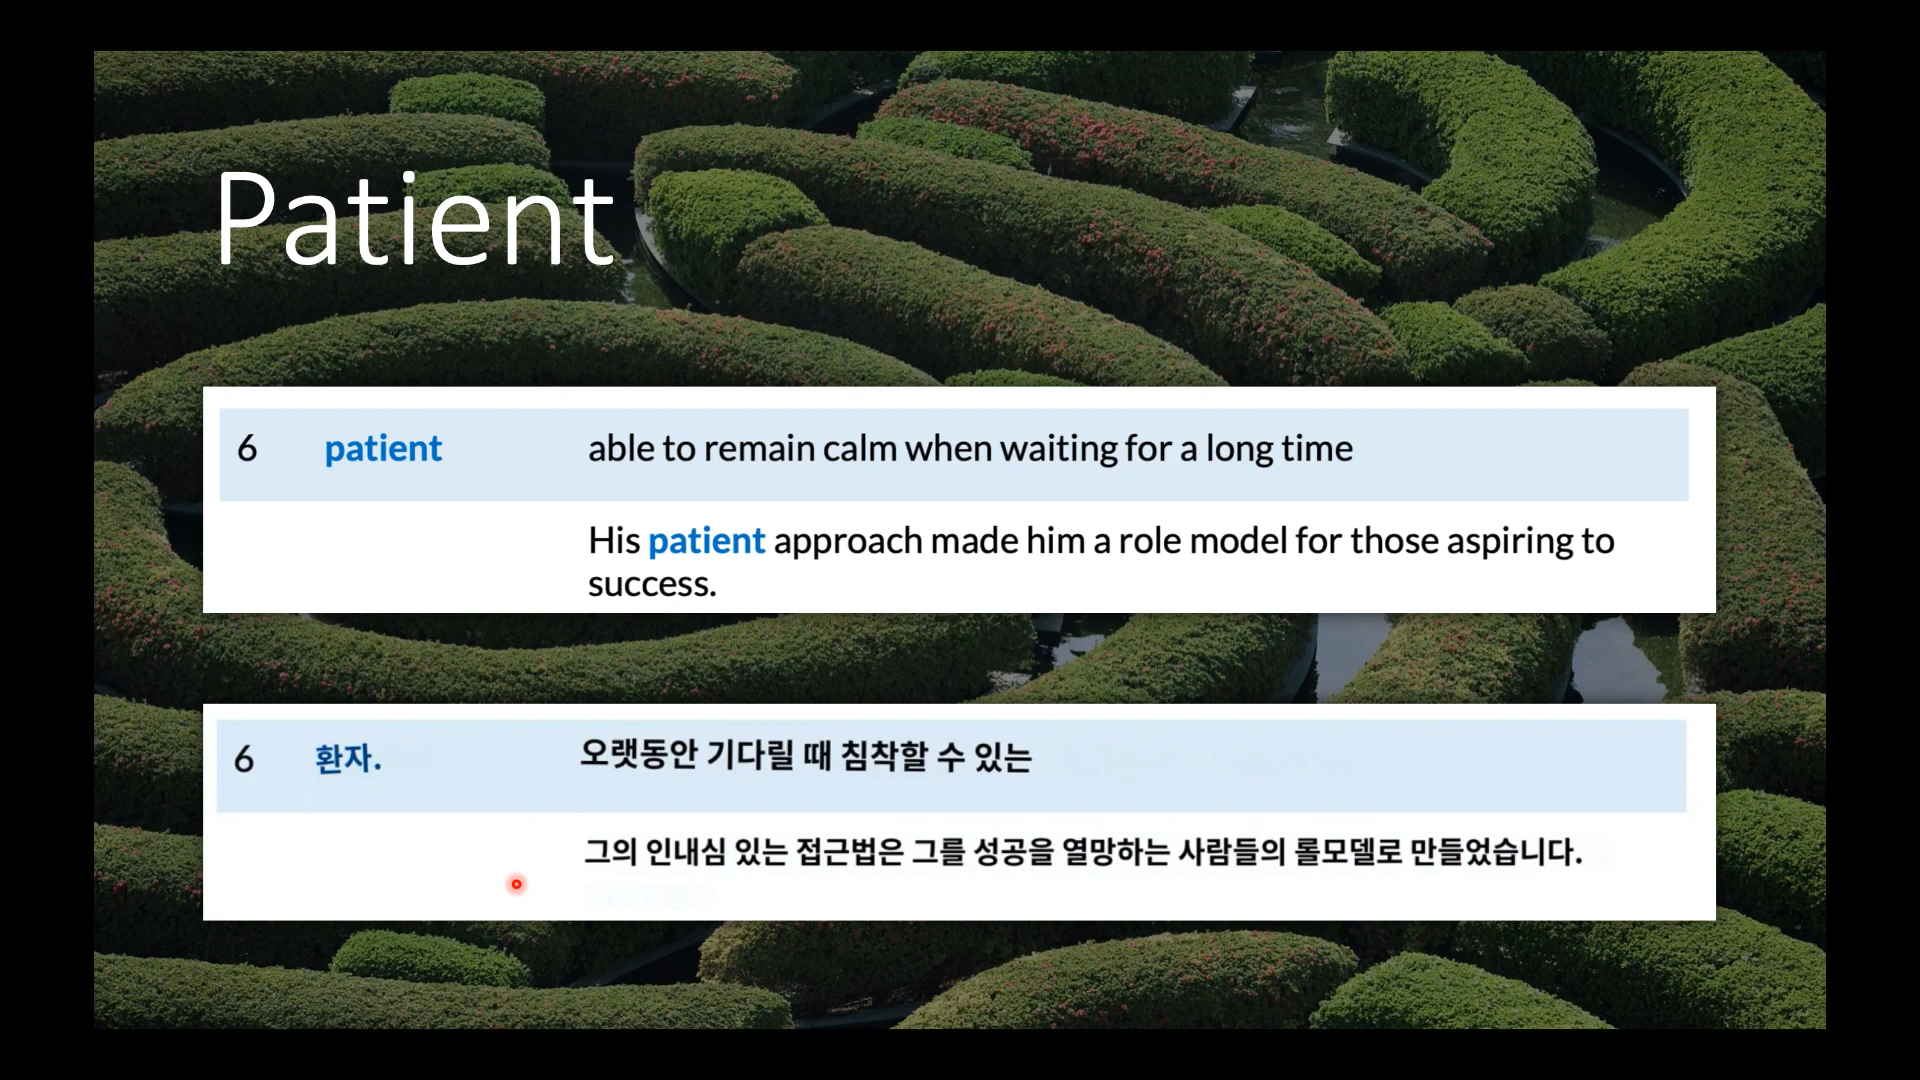 Patient
6 patient able to remain calm when waiting for a long time
His patient approach made him a role model for those aspiring to
success.
6 환자. 오랫동안 기다릴 때 침착할 수 있는
그의 인내심 있는 접근법은 그를 성공을 열망하는 사람들의 롤모델로 만들었습니다.